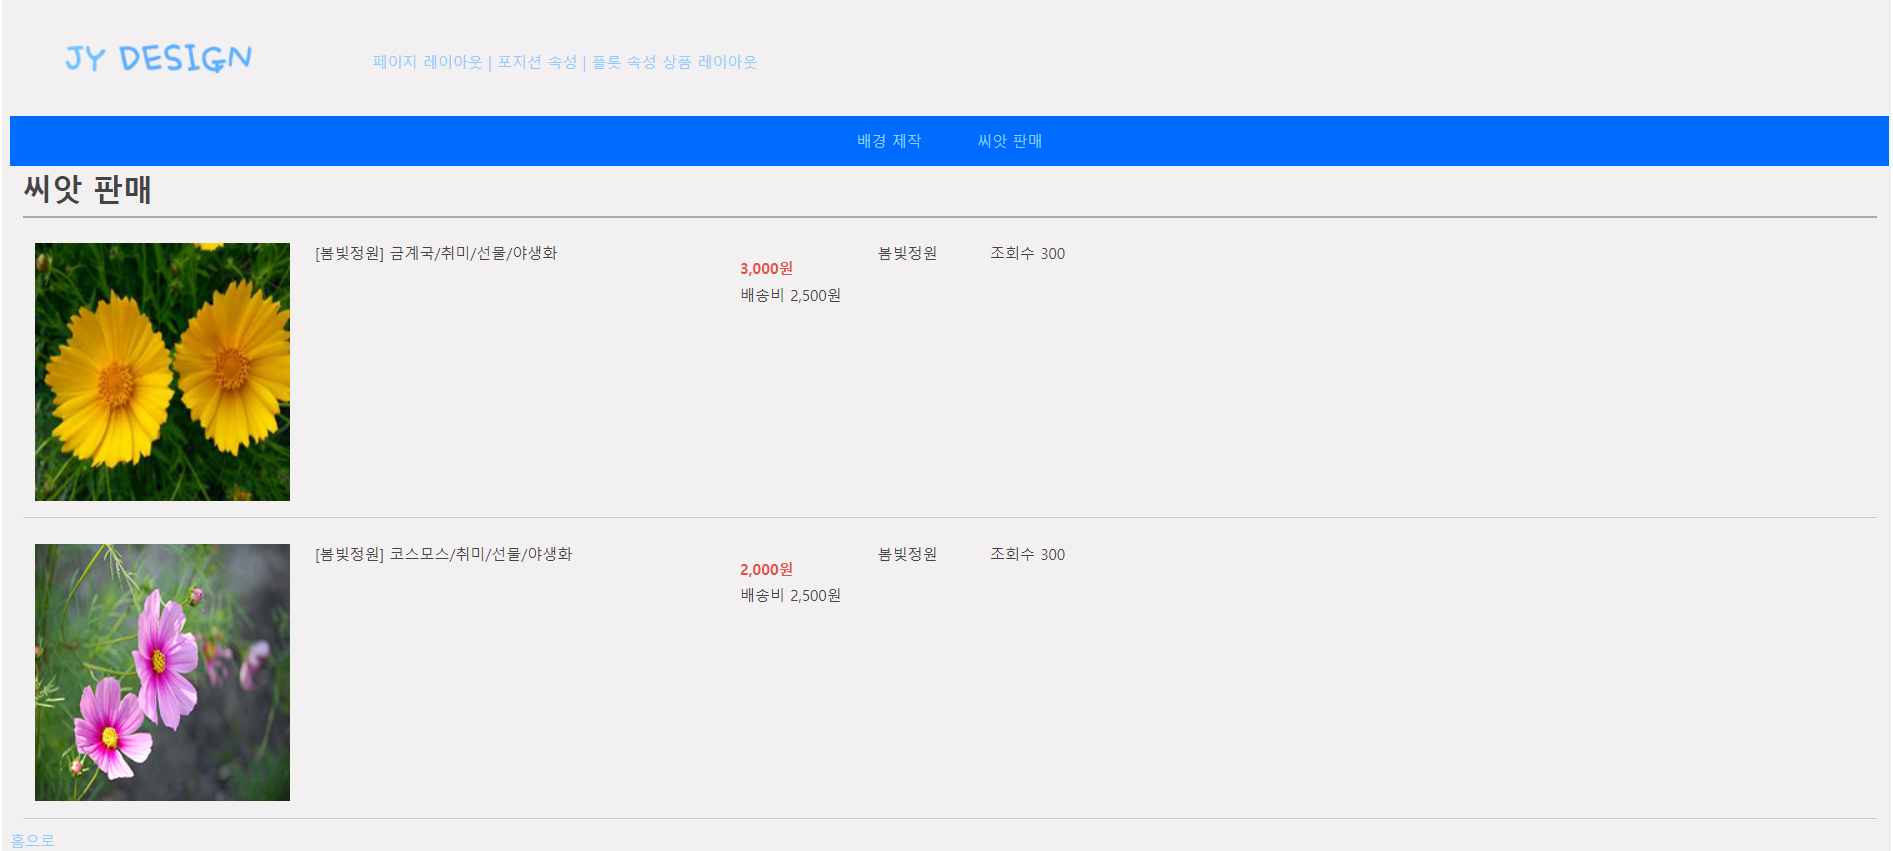 JY DESIGN
페이지 레이아웃 | 포지션 속성 | 플롯 속성 상품 레이아웃
배경 제작 씨앗 판매
씨앗 판매
[봄빛정원] 금계국/취미/선물/야생화
3,000원
배송비 2,500원
봄빛정원
조회수 300
[봄빛정원] 코스모스/취미/선물/야생화
2,000원
배송비 2,500원
봄빛정원
조회수 300
홈으로